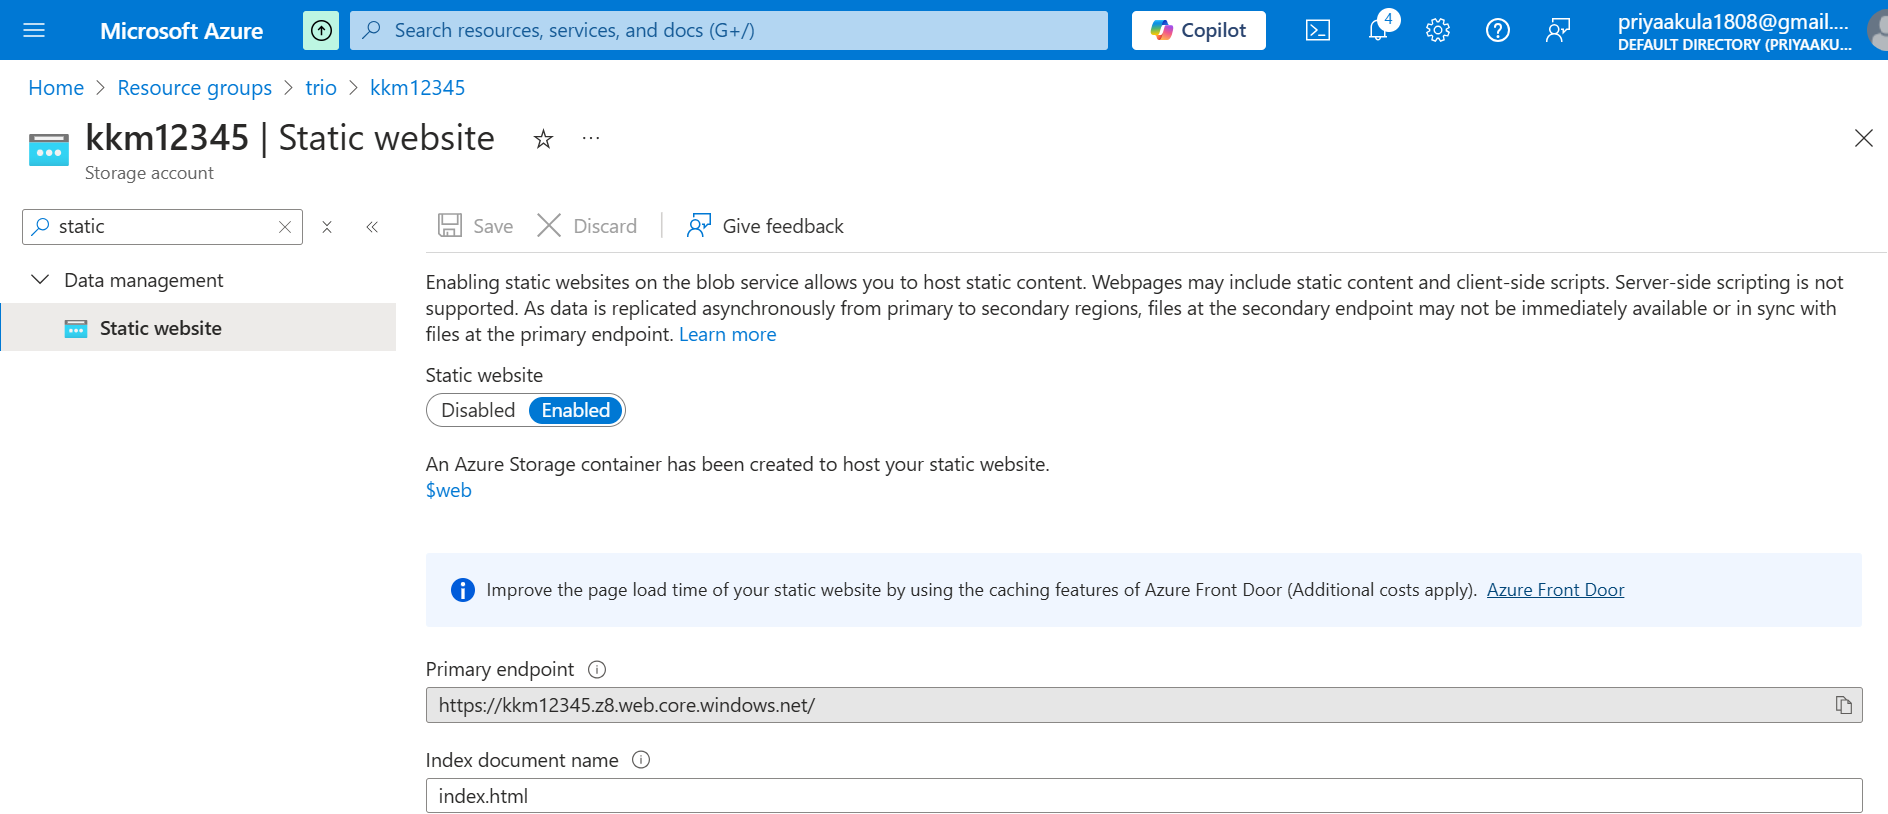 Microsoft Azure
Search resources, services, and docs (G+/)
Copilot
4
priyaakula1808@gmail....
DEFAULT DIRECTORY (PRIYAAKU...
Home > Resource groups > trio > kkm12345
kkm12345 | Static website
Storage account
static
Save
Discard
Give feedback
Data management
Static website
Enabling static websites on the blob service allows you to host static content. Webpages may include static content and client-side scripts. Server-side scripting is not
supported. As data is replicated asynchronously from primary to secondary regions, files at the secondary endpoint may not be immediately available or in sync with
files at the primary endpoint. Learn more
Static website
Disabled Enabled
An Azure Storage container has been created to host your static website.
$web
Improve the page load time of your static website by using the caching features of Azure Front Door (Additional costs apply). Azure Front Door
Primary endpoint
https://kkm12345.z8.web.core.windows.net/
Index document name
index.html